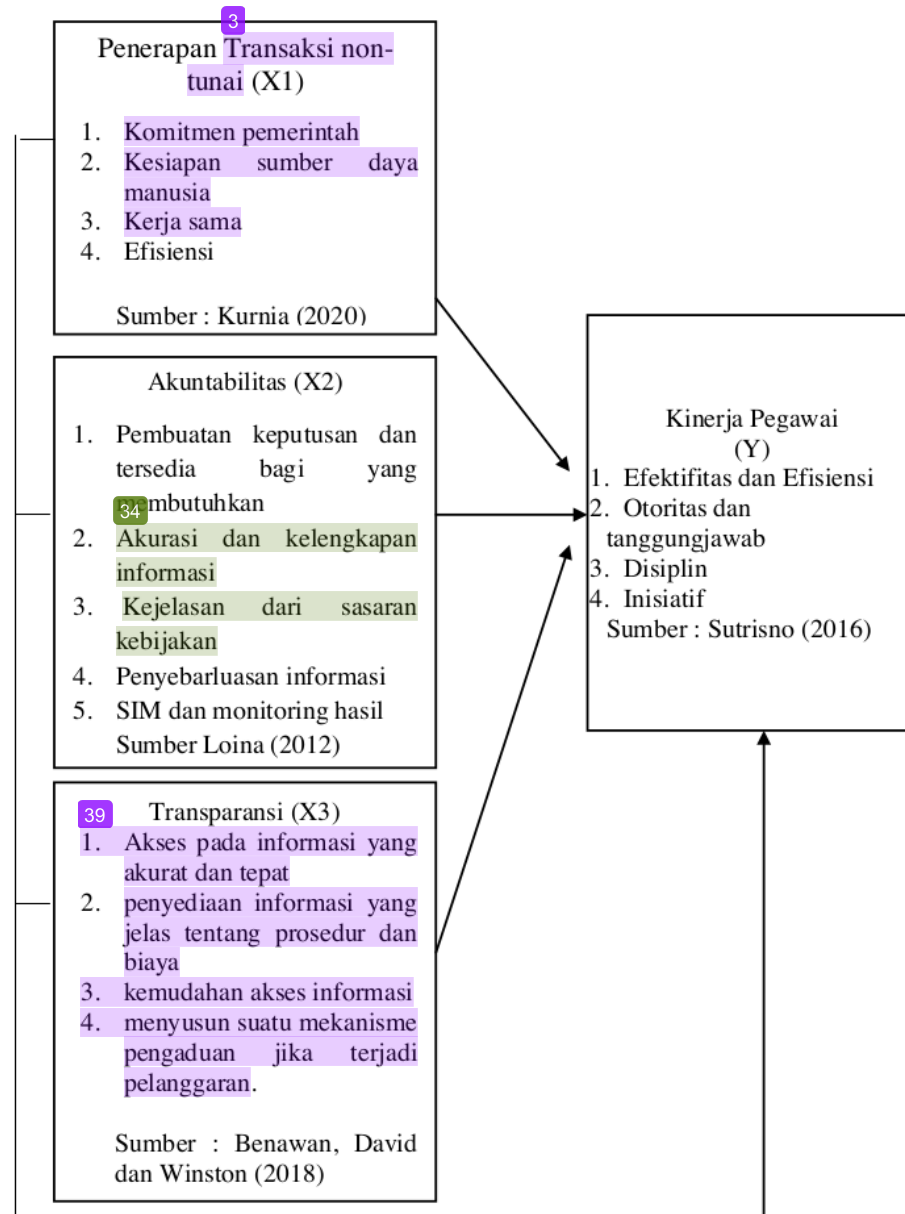 3
Penerapan Transaksi non-
tunai (X1)
1. Komitmen pemerintah
2. Kesiapan sumber daya
manusia
3. Kerja sama
4. Efisiensi
Sumber : Kurnia (2020)
Akuntabilitas (X2)
1. Pembuatan keputusan dan
tersedia bagi yang
membutuhkan
34
2. Akurasi dan kelengkapan
informasi
3. Kejelasan dari sasaran
kebijakan
4. Penyebarluasan informasi
5. SIM dan monitoring hasil
Sumber Loina (2012)
39
Transparansi (X3)
1. Akses pada informasi yang
akurat dan tepat
2. penyediaan informasi yang
jelas tentang prosedur dan
biaya
3. kemudahan akses informasi
4. menyusun suatu mekanisme
pengaduan jika terjadi
pelanggaran.
Sumber : Benawan, David
dan Winston (2018)
Kinerja Pegawai
(Y)
1. Efektifitas dan Efisiensi
2. Otoritas dan
tanggungjawab
3. Disiplin
4. Inisiatif
Sumber : Sutrisno (2016)